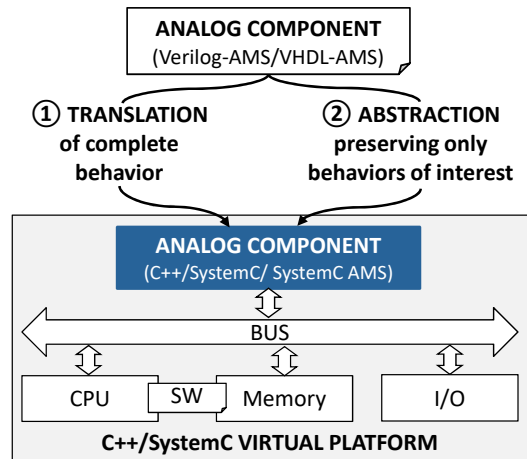 ANALOG COMPONENT
(Verilog-AMS/VHDL-AMS)
① TRANSLATION
of complete
behavior
② ABSTRACTION
preserving only
behaviors of interest
ANALOG COMPONENT
(C++/SystemC/ SystemC AMS)
BUS
CPU
SW
Memory
I/O
C++/SystemC VIRTUAL PLATFORM